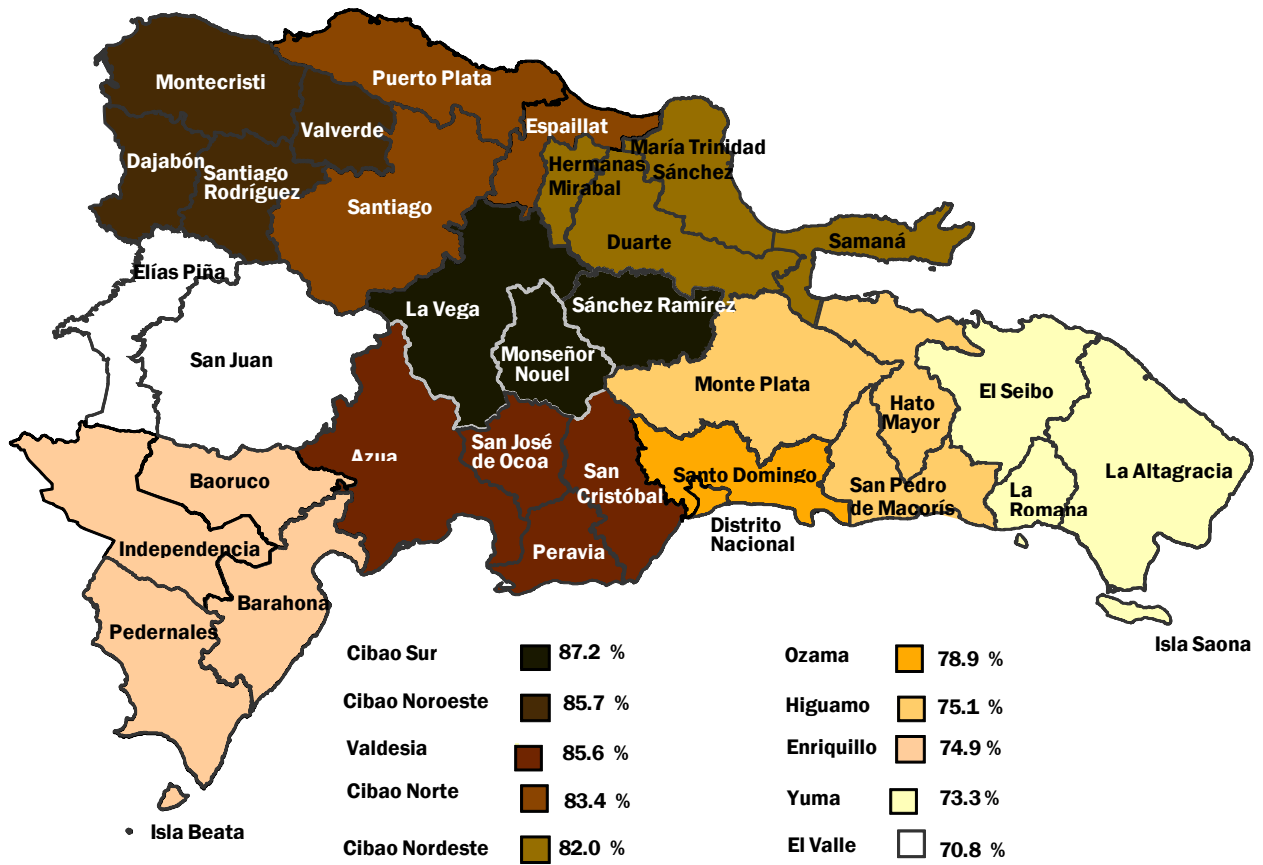 Puerto Plata
Montecristi
Valverde
Espaillat
María Trinidad
Sánchez
Dajabón
Santiago
Rodríguez
Hermanas
Mirabal
Santiago
Duarte
Samaná
Elías Piña
La Vega
Sánchez Ramírez
San Juan
Monseñor
Nouel
Monte Plata
El Seibo
Hato
Mayor
Azua
San José
de Ocoa
San
Cristóbal
Santo Domingo
La Altagracia
Baoruco
San Pedro
de Macorís
La
Romana
Distrito
Nacional
Independencia
Peravia
Barahona
Pedernales
Isla Saona
Isla Beata
Cibao Sur 87.2 %
Cibao Noroeste 85.7 %
Valdesia 85.6 %
Cibao Norte 83.4 %
Cibao Nordeste 82.0 %
Ozama 78.9 %
Higuamo 75.1 %
Enriquillo 74.9 %
Yuma 73.3 %
El Valle 70.8 %